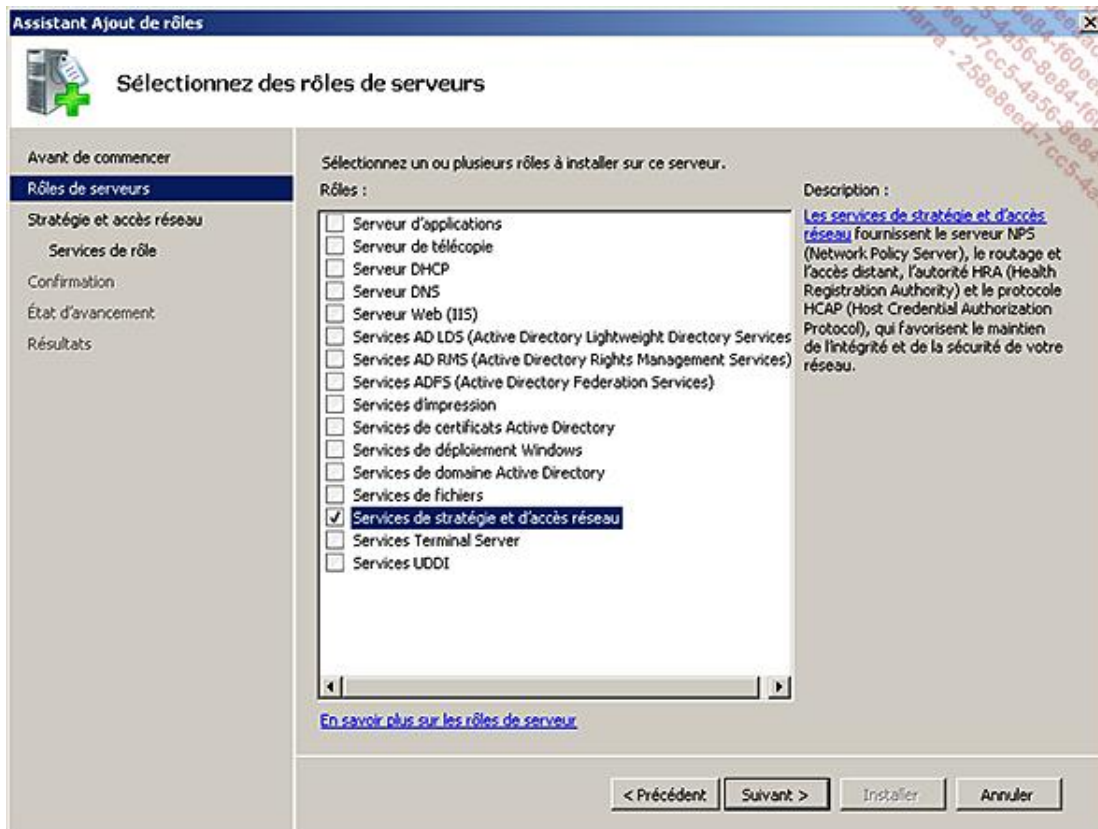 Assistant Ajout de rôles
Sélectionnez des rôles de serveurs
Avant de commencer
Rôles de serveurs
Stratégie et accès réseau
Services de rôle
Confirmation
État d'avancement
Résultats
Sélectionnez un ou plusieurs rôles à installer sur ce serveur.
Rôles :
Serveur d'applications
Serveur de télécopie
Serveur DHCP
Serveur DNS
Serveur Web (IIS)
Services AD LDS (Active Directory Lightweight Directory Services
Services AD RMS (Active Directory Rights Management Services)
Services ADFS (Active Directory Federation Services)
Services d'impression
Services de certificats Active Directory
Services de déploiement Windows
Services de domaine Active Directory
Services de fichiers
Services de stratégie et d'accès réseau
Services Terminal Server
Services UDDI
En savoir plus sur les rôles de serveur
Description :
Les services de stratégie et d'accès
réseau fournissent le serveur NPS
(Network Policy Server), le routage et
l'accès distant, l'autorité HRA (Health
Registration Authority) et le protocole
HCAP (Host Credential Authorization
Protocol), qui favorisent le maintien
de l'intégrité et de la sécurité de votre
réseau.
< Précédent
Suivant >
Installer
Annuler